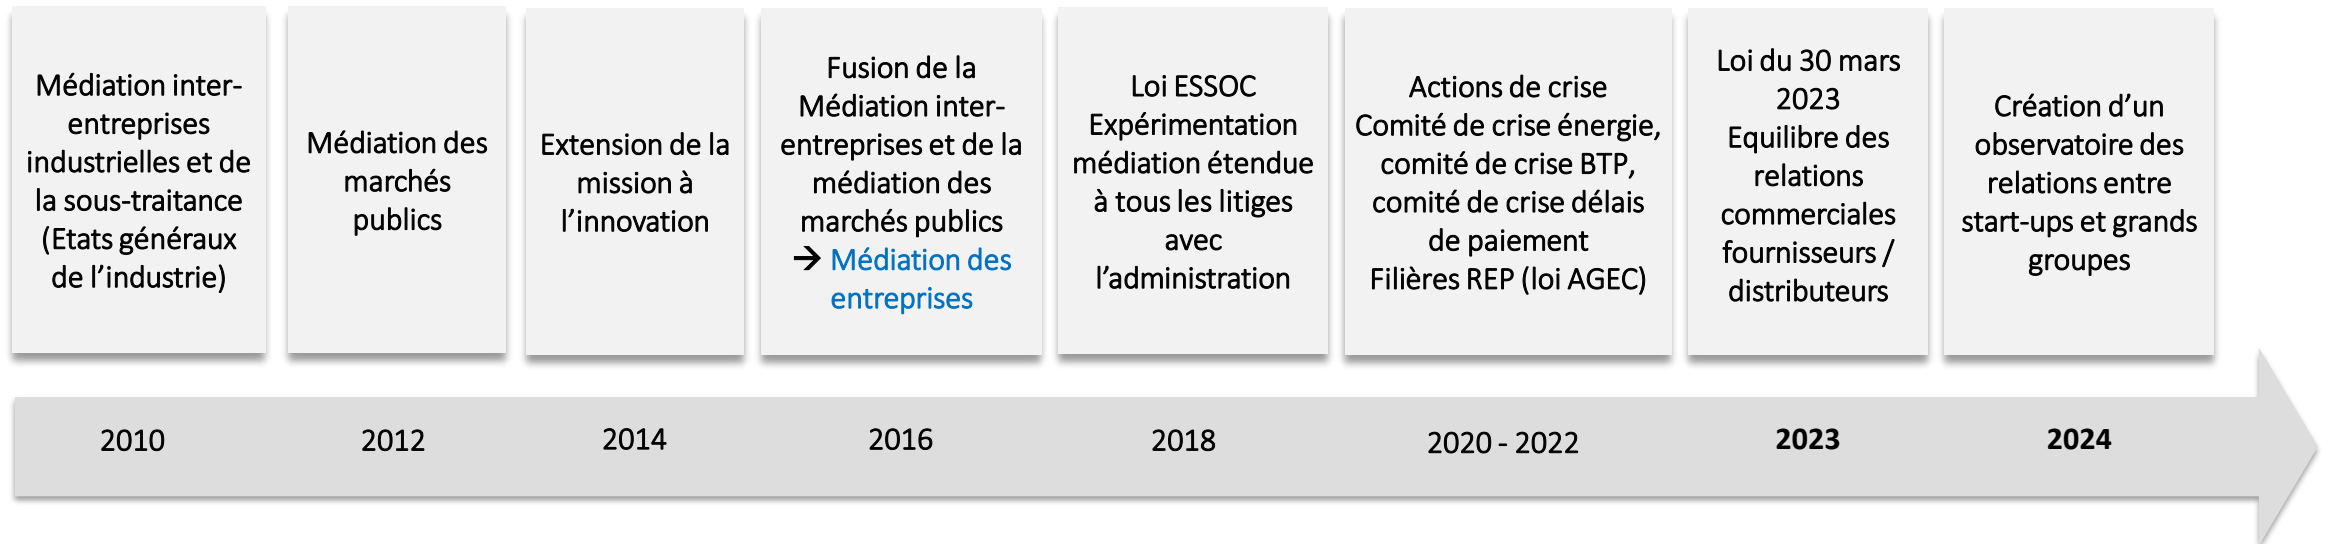 Médiation inter-
entreprises
industrielles et de
la sous-traitance
(Etats généraux
de l’industrie)
Médiation des
marchés
publics
Extension de la
mission à
l’innovation
Fusion de la
Médiation inter-
entreprises et de la
médiation des
marchés publics
→ Médiation des
entreprises
Loi ESSOC
Expérimentation
médiation étendue
à tous les litiges
avec
l’administration
Actions de crise
Comité de crise énergie,
comité de crise BTP,
comité de crise délais
de paiement
Filières REP (loi AGEC)
Loi du 30 mars
2023
Equilibre des
relations
commerciales
fournisseurs /
distributeurs
Création d’un
observatoire des
relations entre
start-ups et grands
groupes
2010
2012
2014
2016
2018
2020 - 2022
2023
2024